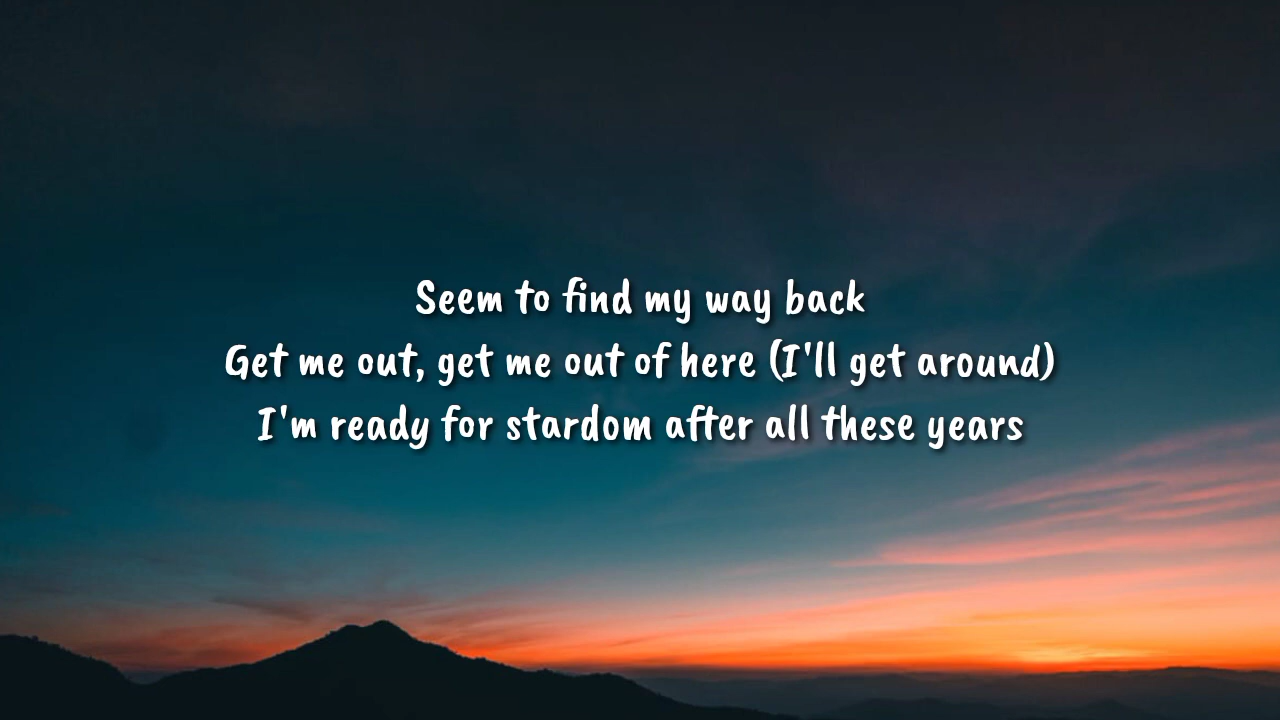 Seem to find my way back
Get me out, get me out of here (I'll get around)
I'm ready for stardom after all these years